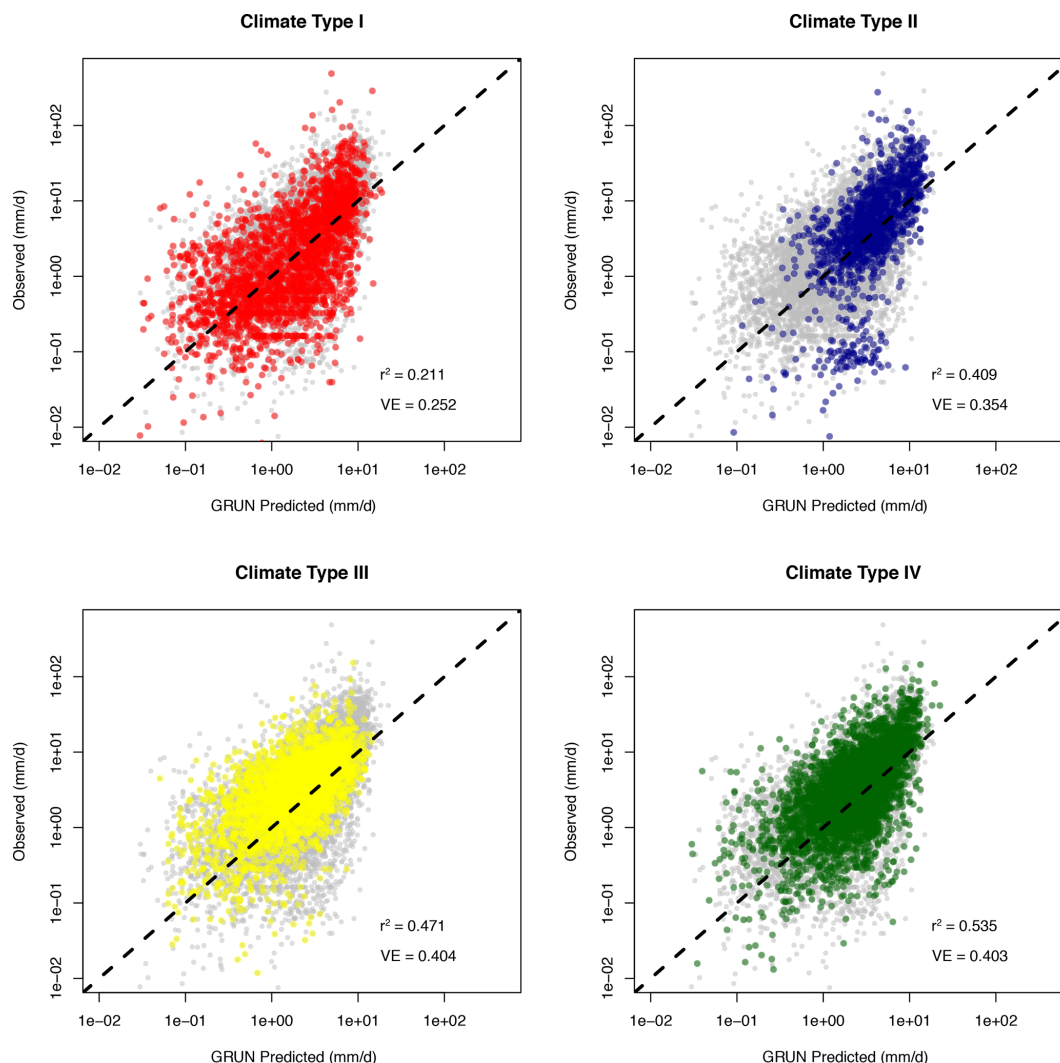 Climate Type I
Observed (mm/d)
1e+02
1e+01
1e+00
1e−01
1e−02
r² = 0.211
VE = 0.252
1e−02 1e−01 1e+00 1e+01 1e+02
GRUN Predicted (mm/d)
Climate Type II
Observed (mm/d)
1e+02
1e+01
1e+00
1e−01
1e−02
r² = 0.409
VE = 0.354
1e−02 1e−01 1e+00 1e+01 1e+02
GRUN Predicted (mm/d)
Climate Type III
Observed (mm/d)
1e+02
1e+01
1e+00
1e−01
1e−02
r² = 0.471
VE = 0.404
1e−02 1e−01 1e+00 1e+01 1e+02
GRUN Predicted (mm/d)
Climate Type IV
Observed (mm/d)
1e+02
1e+01
1e+00
1e−01
1e−02
r² = 0.535
VE = 0.403
1e−02 1e−01 1e+00 1e+01 1e+02
GRUN Predicted (mm/d)